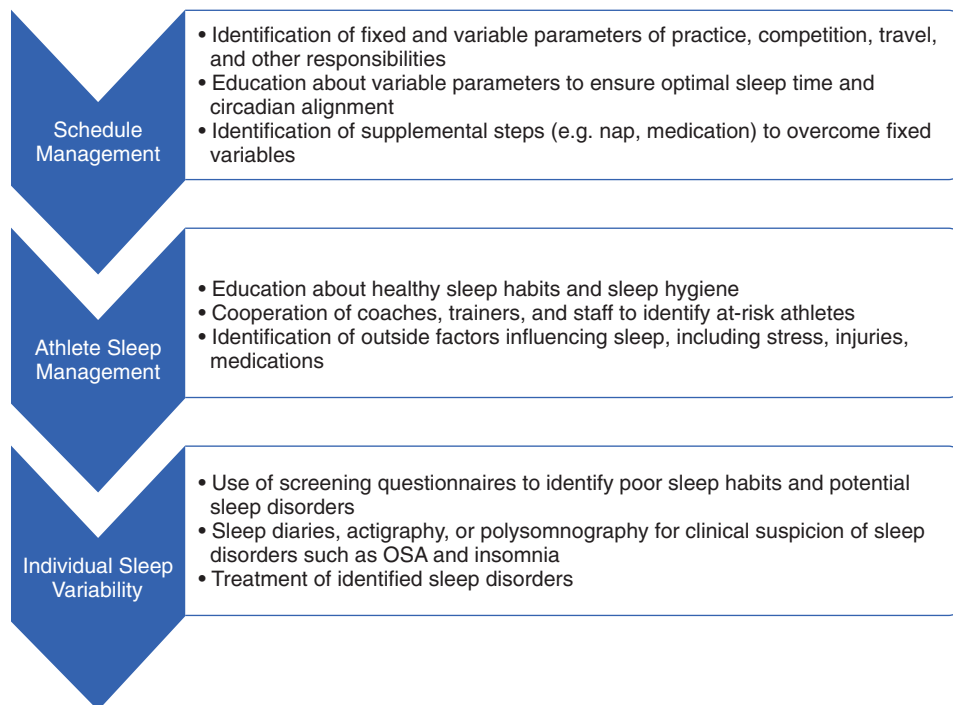 Schedule
Management
• Identification of fixed and variable parameters of practice, competition, travel,
and other responsibilities
• Education about variable parameters to ensure optimal sleep time and
circadian alignment
• Identification of supplemental steps (e.g. nap, medication) to overcome fixed
variables
Athlete Sleep
Management
• Education about healthy sleep habits and sleep hygiene
• Cooperation of coaches, trainers, and staff to identify at-risk athletes
• Identification of outside factors influencing sleep, including stress, injuries,
medications
Individual Sleep
Variability
• Use of screening questionnaires to identify poor sleep habits and potential
sleep disorders
• Sleep diaries, actigraphy, or polysomnography for clinical suspicion of sleep
disorders such as OSA and insomnia
• Treatment of identified sleep disorders